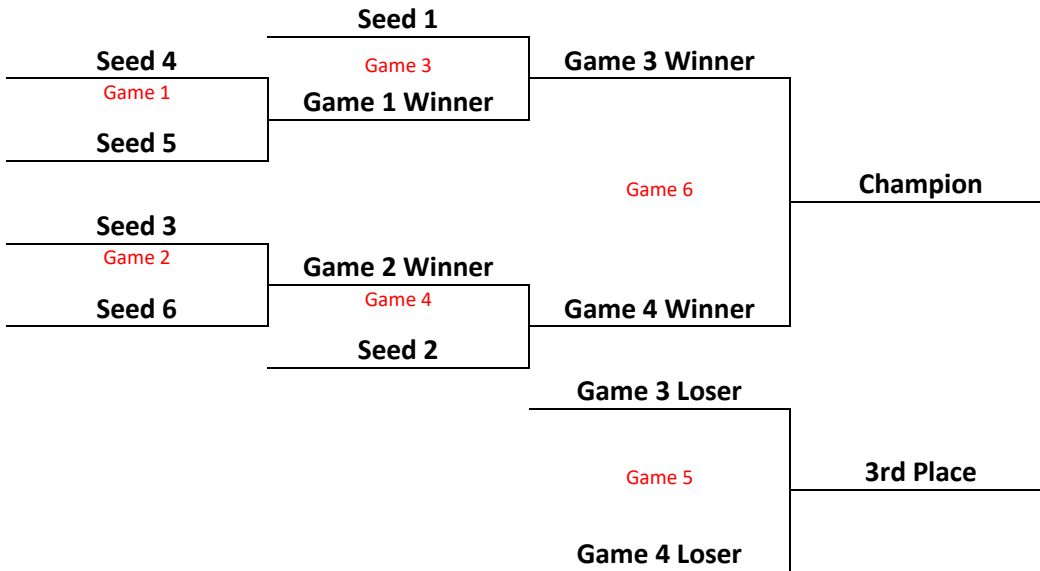 Seed 1
Seed 4
Game 3
Game 3 Winner
Game 1
Game 1 Winner
Seed 5
Game 6
Champion
Seed 3
Game 2
Game 2 Winner
Seed 6
Game 4
Game 4 Winner
Seed 2
Game 3 Loser
Game 5
3rd Place
Game 4 Loser